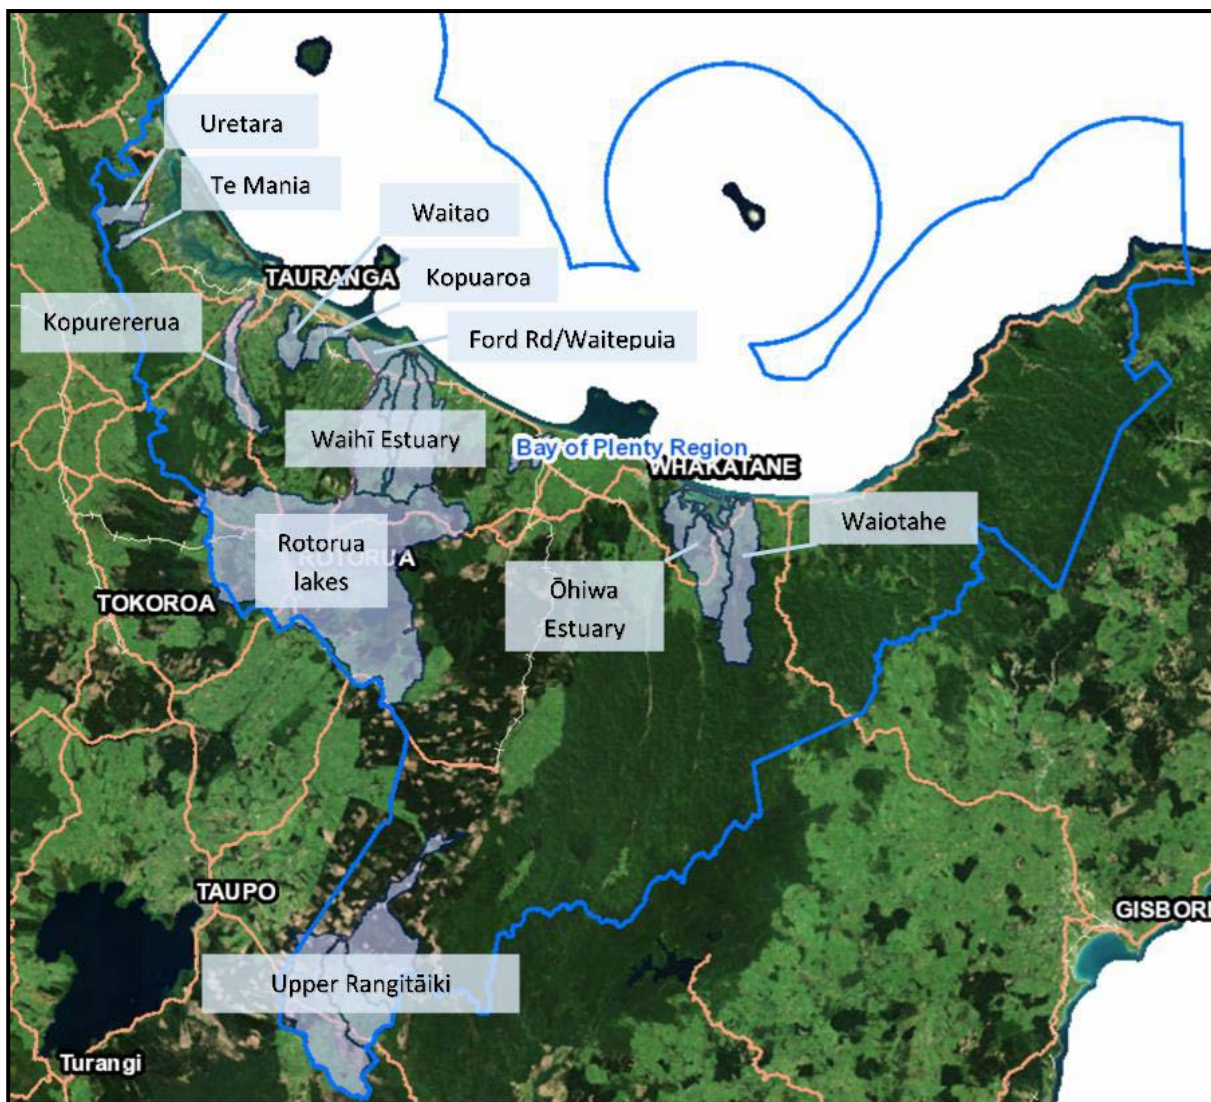 Uretara
Te Mania
Waitao
TAURANGA
Kopuaroa
Kopurererua
Ford Rd/Waitepuia
Waihī Estuary
Bay of Plenty Region
WHAKATANE
Waiotahe
Rotorua
lakes
ROTORUA
TOKOROA
Ōhiwa
Estuary
TAUPO
GISBOR
Upper Rangitāiki
Turangi